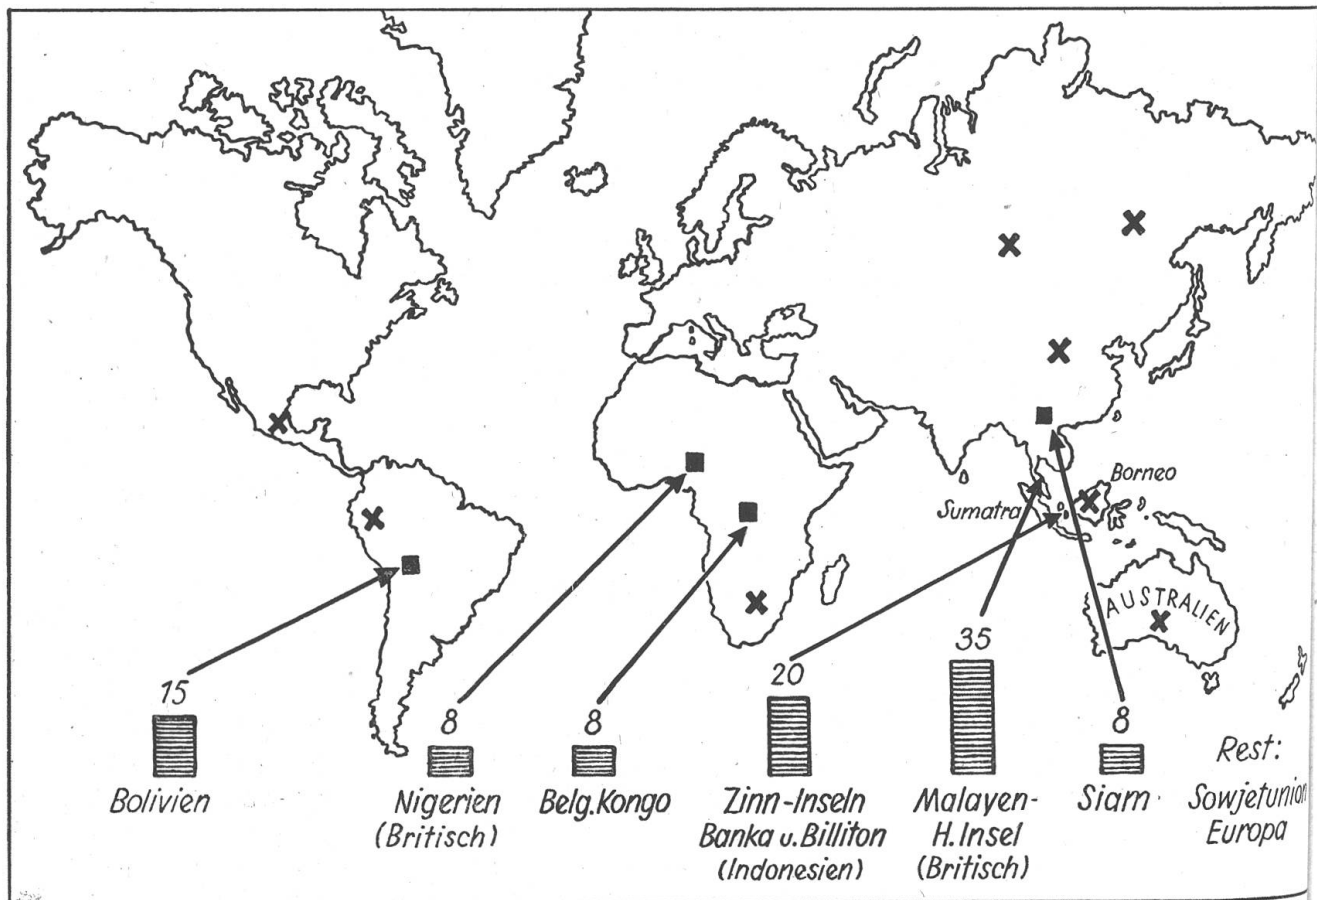 Borneo
Sumatra
AUSTRALIEN
15
Bolivien
8
Nigerien
(Britisch)
8
Belg. Kongo
20
Zinn-Inseln
Banka u. Billiton
(Indonesien)
35
Malayen-
H. Insel
(Britisch)
8
Siam
Rest:
Sowjetunion
Europa